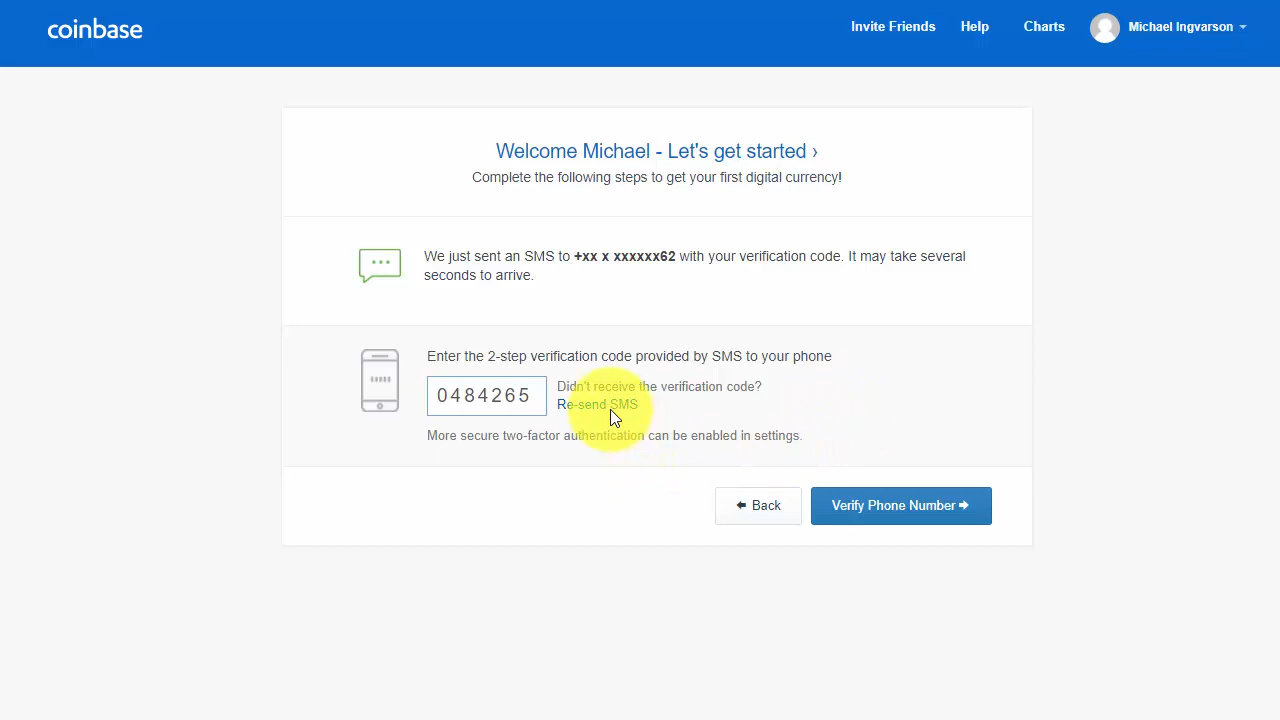 coinbase
Invite Friends Help Charts Michael Ingvarson
Welcome Michael - Let's get started ›
Complete the following steps to get your first digital currency!
We just sent an SMS to +xx x xxxxxx62 with your verification code. It may take several
seconds to arrive.
Enter the 2-step verification code provided by SMS to your phone
0484265
Didn't receive the verification code?
Re-send SMS
More secure two-factor authentication can be enabled in settings.
Back
Verify Phone Number